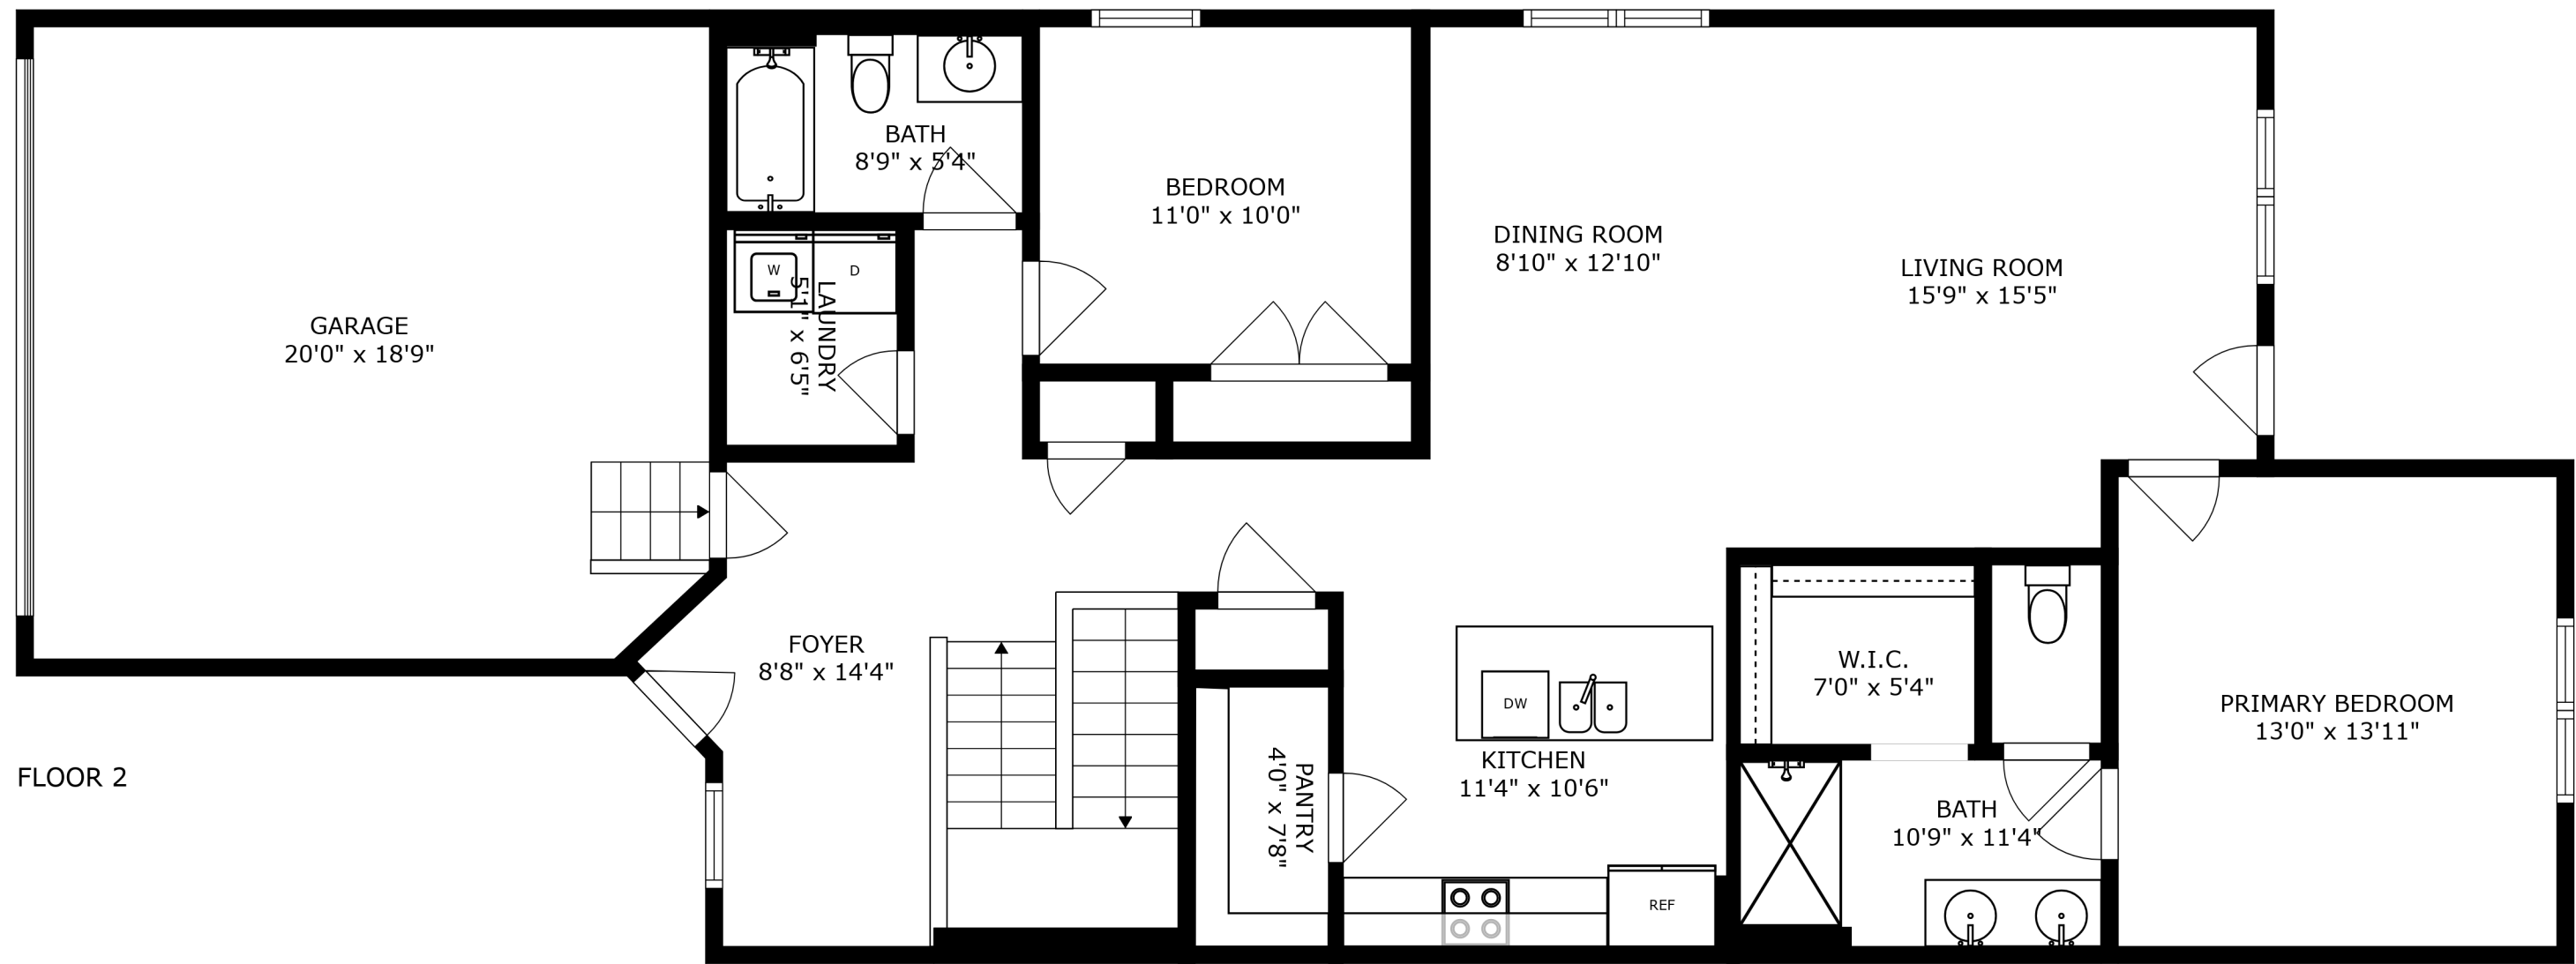 BATH
8'9" x 5'4"
BEDROOM
11'0" x 10'0"
DINING ROOM
8'10" x 12'10"
LIVING ROOM
15'9" x 15'5"
GARAGE
20'0" x 18'9"
W
D
LAUNDRY
5'1" x 6'5"
FOYER
8'8" x 14'4"
W.I.C.
7'0" x 5'4"
PRIMARY BEDROOM
13'0" x 13'11"
DW
KITCHEN
11'4" x 10'6"
PANTRY
4'0" x 7'8"
BATH
10'9" x 11'4"
REF
FLOOR 2